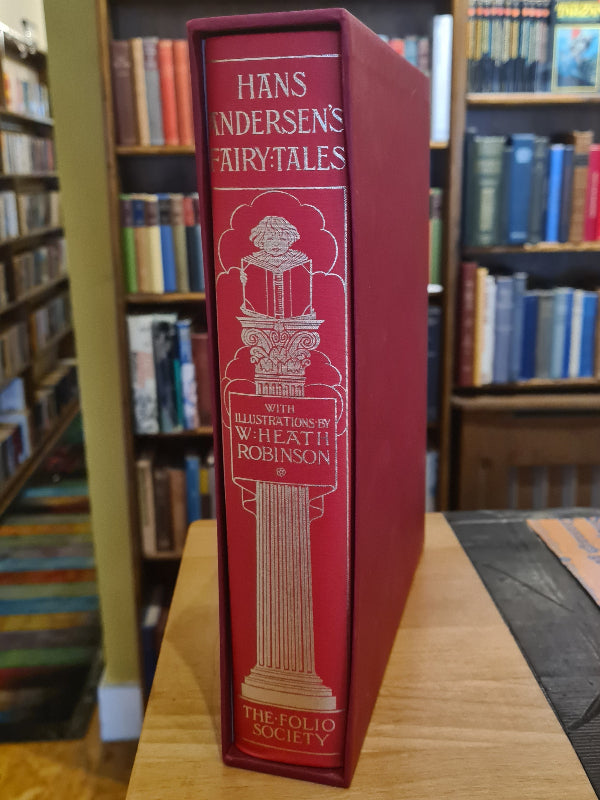 HANS
ANDERSEN'S
FAIRY:TALES
WITH
ILLUSTRATIONS·BY
W·HEATH
ROBINSON
THE·FOLIO
SOCIETY